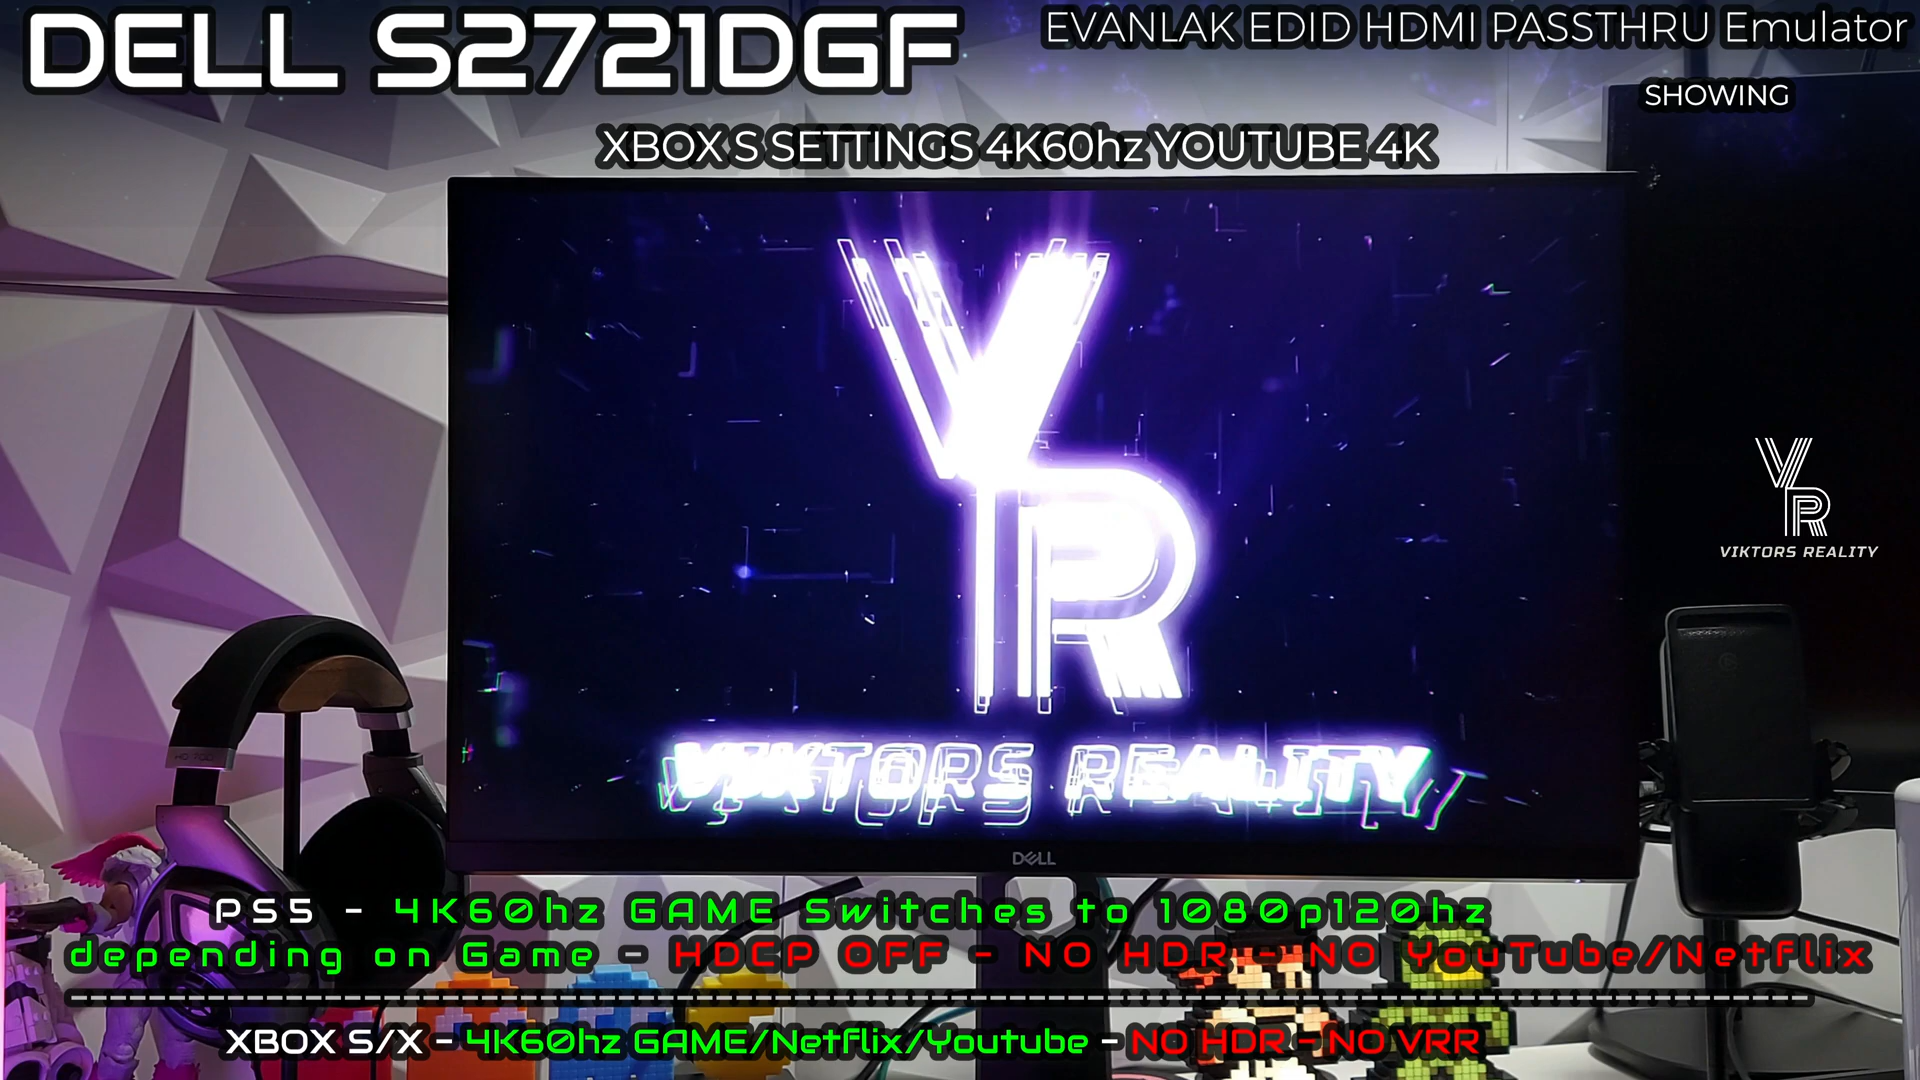 DELL S2721DGF
EVANLAK EDID HDMI PASSTHRU Emulator
SHOWING
XBOX S SETTINGS 4K60hz YOUTUBE 4K
VIKTORS REALITY
VIKTORS REALITY
DELL
PS5 - 4K60hz GAME Switches to 1080p120hz
depending on Game - HDCP OFF - NO HDR - NO YouTube/Netflix
XBOX S/X - 4K60hz GAME/Netflix/Youtube - NO HDR - NO VRR